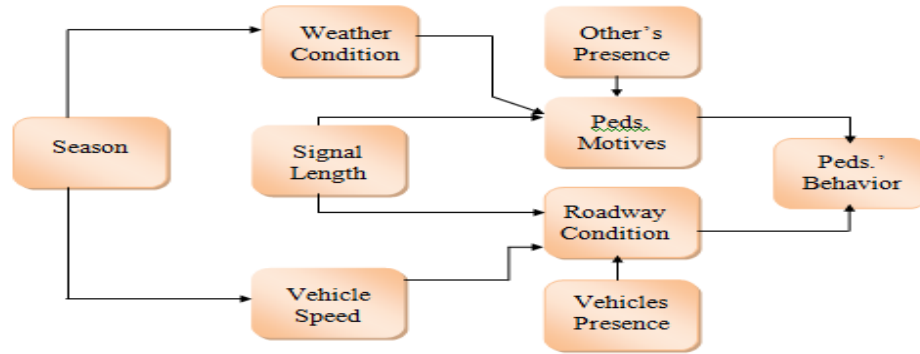 Weather
Condition
Other's
Presence
Season
Signal
Length
Peds.
Motives
Peds.'
Behavior
Roadway
Condition
Vehicle
Speed
Vehicles
Presence